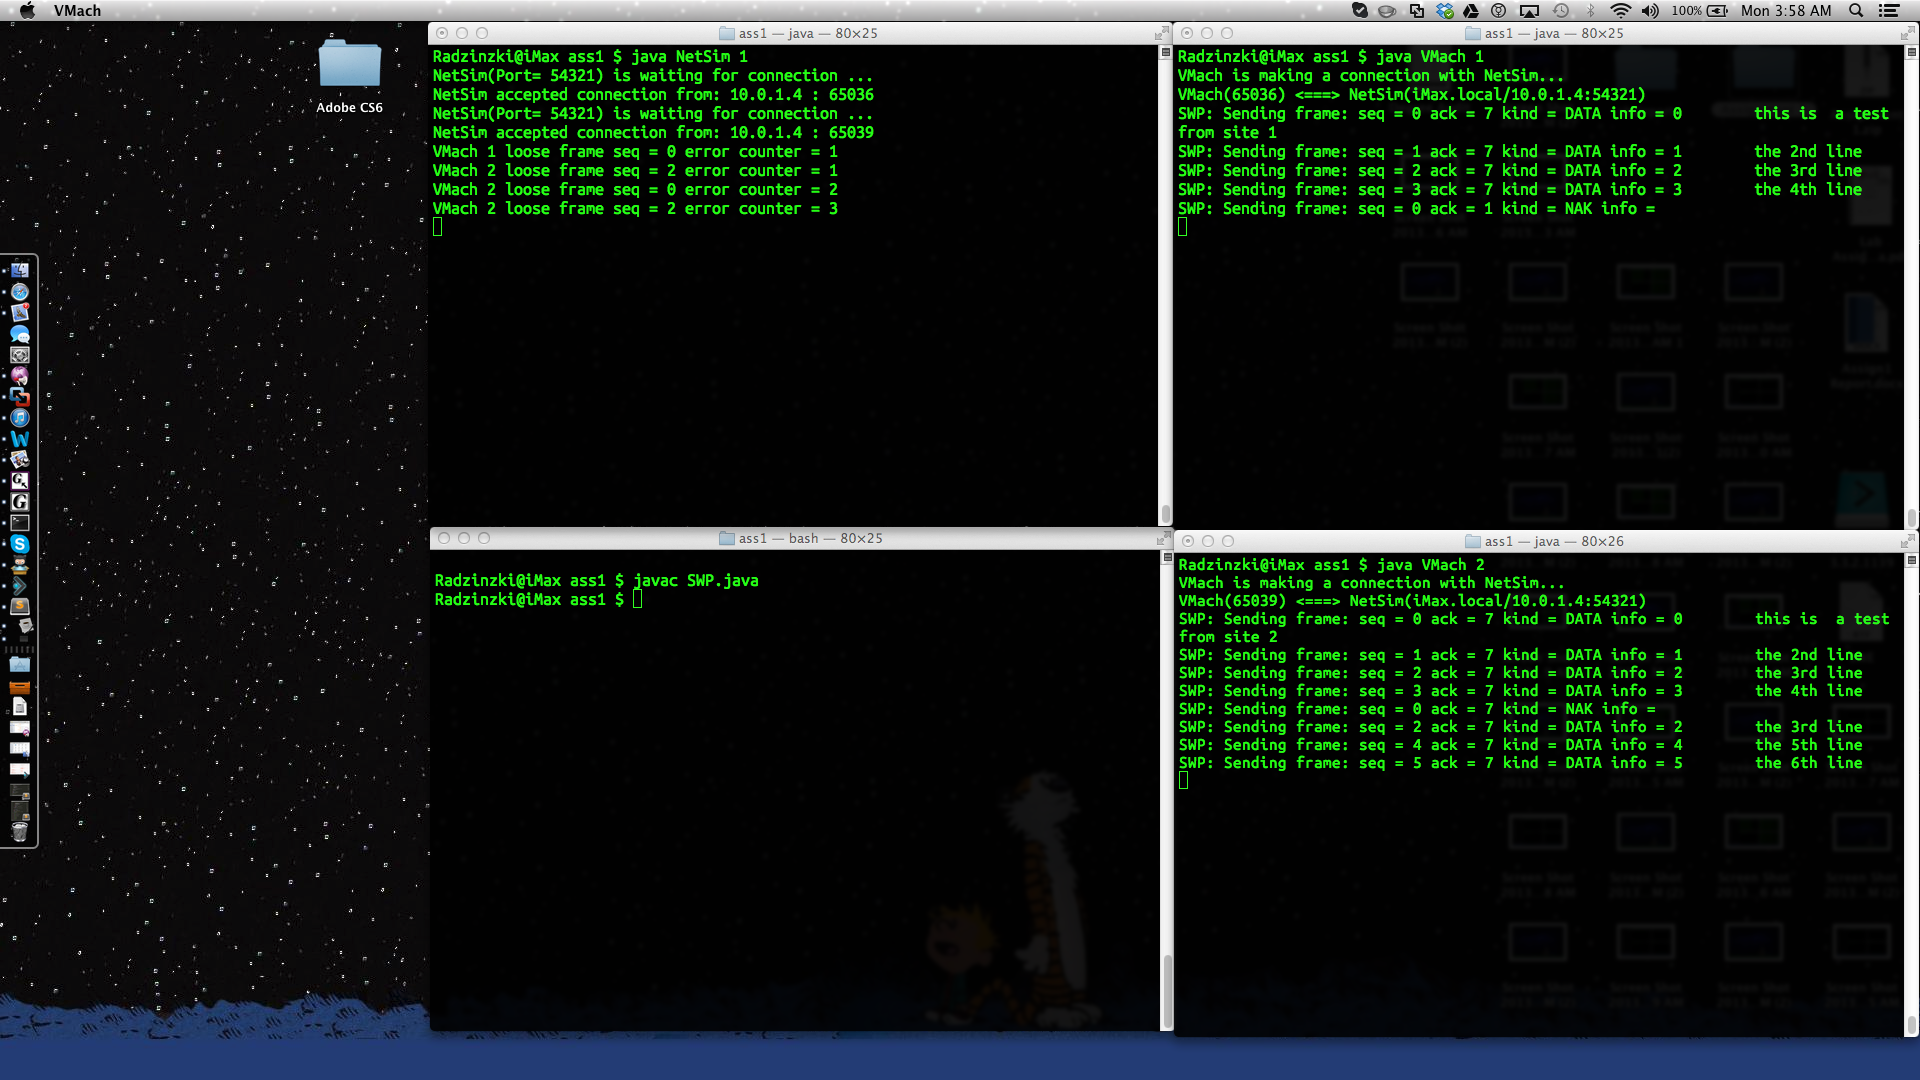 VMach
100%
Mon 3:58 AM
Adobe CS6
ass1 — java — 80×25
Radzinzki@iMax ass1 $ java NetSim 1
NetSim(Port= 54321) is waiting for connection ...
NetSim accepted connection from: 10.0.1.4 : 65036
NetSim(Port= 54321) is waiting for connection ...
NetSim accepted connection from: 10.0.1.4 : 65039
VMach 1 loose frame seq = 0 error counter = 1
VMach 2 loose frame seq = 2 error counter = 1
VMach 2 loose frame seq = 0 error counter = 2
VMach 2 loose frame seq = 2 error counter = 3
ass1 — java — 80×25
Radzinzki@iMax ass1 $ java VMach 1
VMach is making a connection with NetSim...
VMach(65036) <===> NetSim(iMax.local/10.0.1.4:54321)
SWP: Sending frame: seq = 0 ack = 7 kind = DATA info = 0        this is  a test
from site 1
SWP: Sending frame: seq = 1 ack = 7 kind = DATA info = 1        the 2nd line
SWP: Sending frame: seq = 2 ack = 7 kind = DATA info = 2        the 3rd line
SWP: Sending frame: seq = 3 ack = 7 kind = DATA info = 3        the 4th line
SWP: Sending frame: seq = 0 ack = 1 kind = NAK info =
ass1 — bash — 80×25
Radzinzki@iMax ass1 $ javac SWP.java
Radzinzki@iMax ass1 $
ass1 — java — 80×26
Radzinzki@iMax ass1 $ java VMach 2
VMach is making a connection with NetSim...
VMach(65039) <===> NetSim(iMax.local/10.0.1.4:54321)
SWP: Sending frame: seq = 0 ack = 7 kind = DATA info = 0        this is  a test
from site 2
SWP: Sending frame: seq = 1 ack = 7 kind = DATA info = 1        the 2nd line
SWP: Sending frame: seq = 2 ack = 7 kind = DATA info = 2        the 3rd line
SWP: Sending frame: seq = 3 ack = 7 kind = DATA info = 3        the 4th line
SWP: Sending frame: seq = 0 ack = 7 kind = NAK info =
SWP: Sending frame: seq = 2 ack = 7 kind = DATA info = 2        the 3rd line
SWP: Sending frame: seq = 4 ack = 7 kind = DATA info = 4        the 5th line
SWP: Sending frame: seq = 5 ack = 7 kind = DATA info = 5        the 6th line